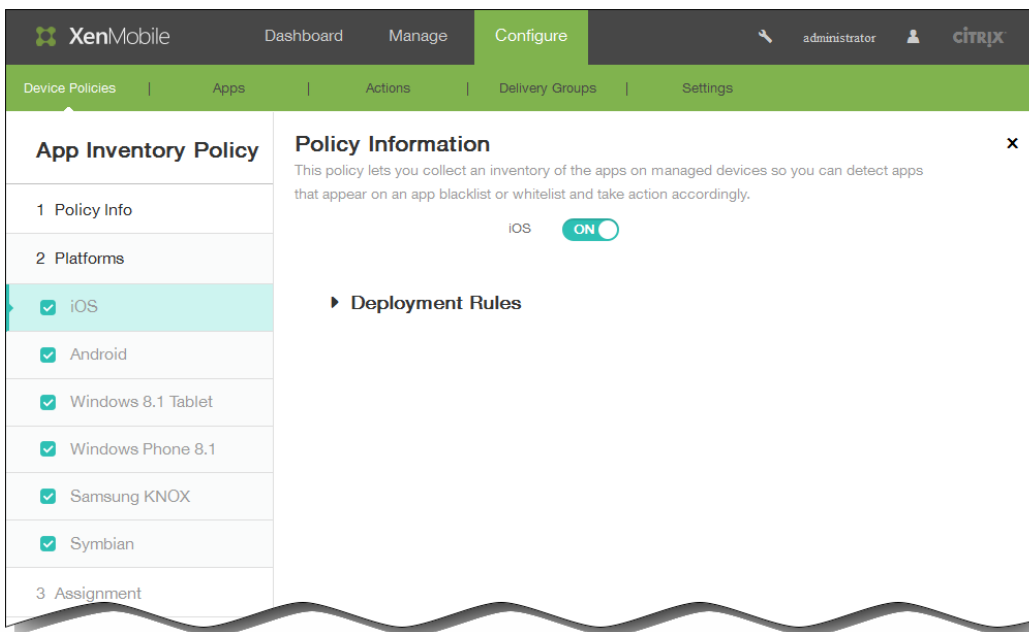 XenMobile Dashboard Manage Configure administrator CİTRIX
Device Policies | Apps | Actions | Delivery Groups | Settings
App Inventory Policy
1 Policy Info
2 Platforms
iOS
Android
Windows 8.1 Tablet
Windows Phone 8.1
Samsung KNOX
Symbian
3 Assignment
Policy Information
x
This policy lets you collect an inventory of the apps on managed devices so you can detect apps
that appear on an app blacklist or whitelist and take action accordingly.
iOS ON
Deployment Rules